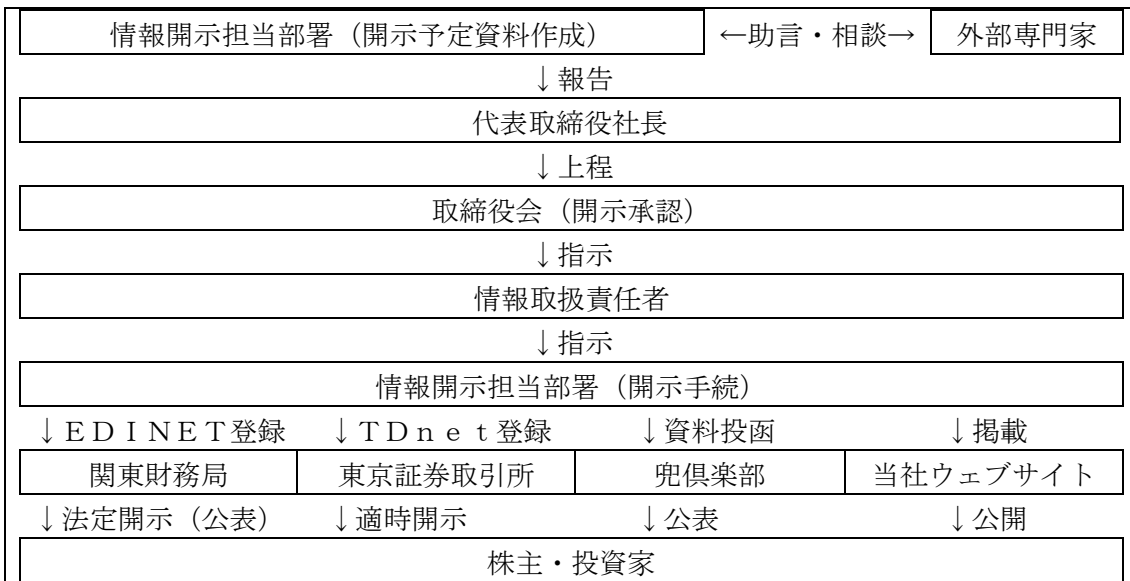 情報開示担当部署（開示予定資料作成） ←助言・相談→ 外部専門家
↓報告
代表取締役社長
↓上程
取締役会（開示承認）
↓指示
情報取扱責任者
↓指示
情報開示担当部署（開示手続）
↓ＥＤＩＮＥＴ登録 ↓ＴＤｎｅｔ登録 ↓資料投函 ↓掲載
関東財務局 東京証券取引所 兜倶楽部 当社ウェブサイト
↓法定開示（公表） ↓適時開示 ↓公表 ↓公開
株主・投資家